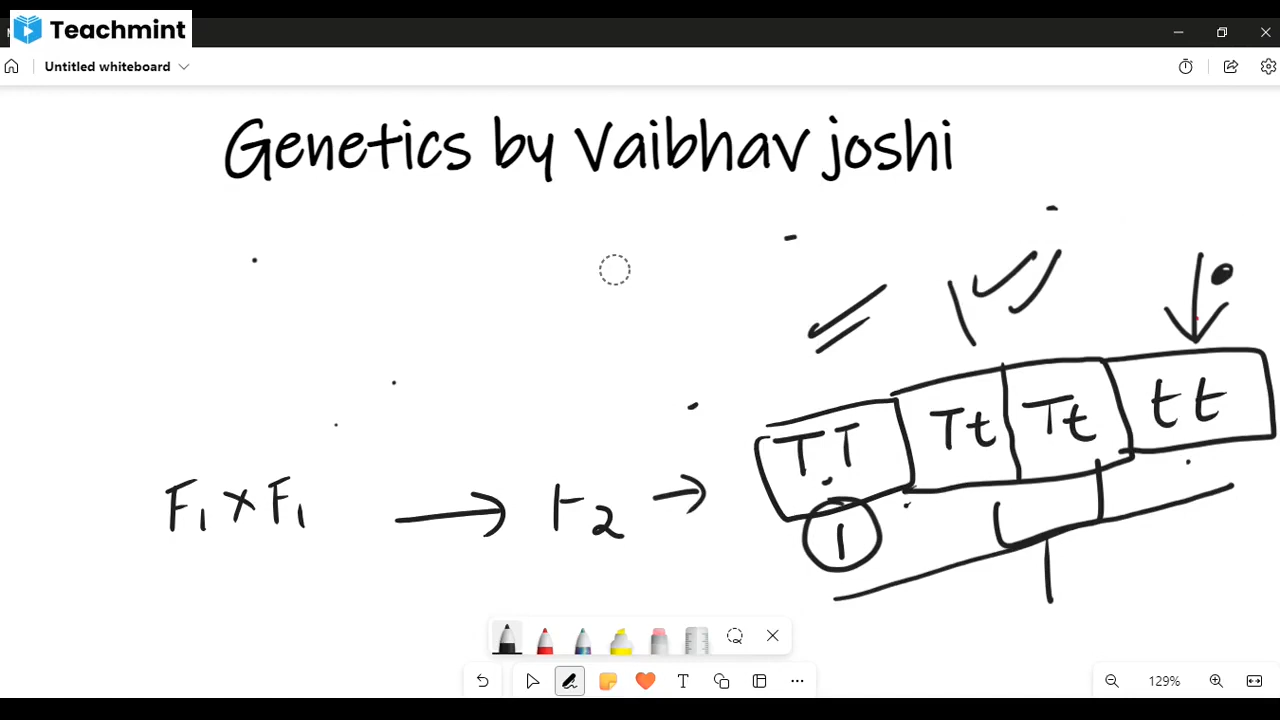 Teachmint
Untitled whiteboard
Genetics by Vaibhav joshi
TT Tt Tt tt
F1 x F1 → F2 →
1
129%